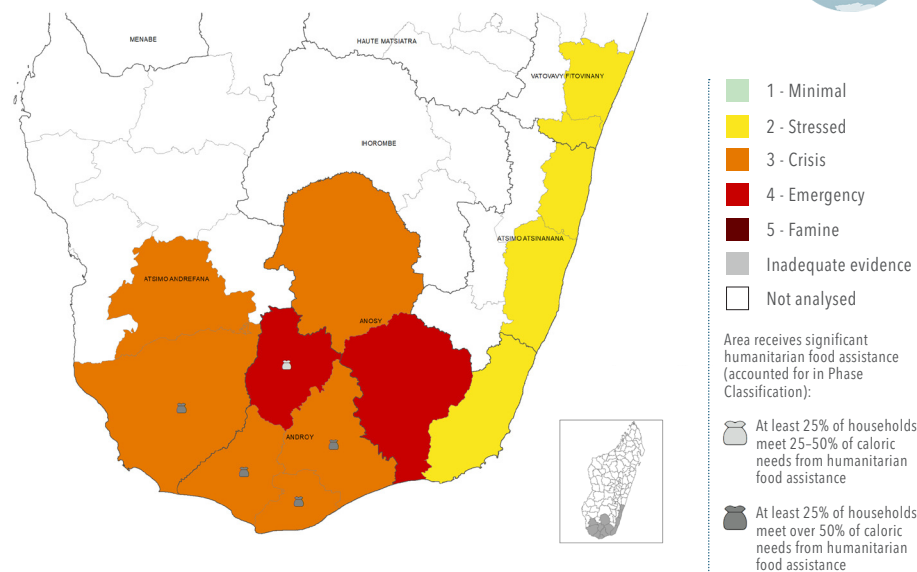 MENABE
HAUTE MATSIATRA
VATOVAVY FITOVINANY
IHOROMBE
ATSIMO ATSINANANA
ATSIMO ANDREFANA
ANOSY
ANDROY
1 - Minimal
2 - Stressed
3 - Crisis
4 - Emergency
5 - Famine
Inadequate evidence
Not analysed
Area receives significant
humanitarian food assistance
(accounted for in Phase
Classification):
At least 25% of households
meet 25–50% of caloric
needs from humanitarian
food assistance
At least 25% of households
meet over 50% of caloric
needs from humanitarian
food assistance